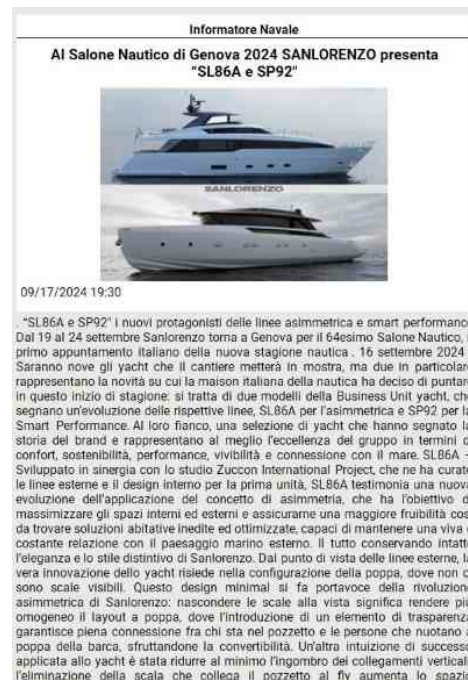 Informatore Navale
Al Salone Nautico di Genova 2024 SANLORENZO presenta
"SL86A e SP92"
SANLORENZO
09/17/2024 19:30
. "SL86A e SP92" i nuovi protagonisti delle linee asimmetrica e smart performance
Dal 19 al 24 settembre Sanlorenzo torna a Genova per il 64esimo Salone Nautico,
primo appuntamento italiano della nuova stagione nautica . 16 settembre 2024
Saranno nove gli yacht che il cantiere metterà in mostra, ma due in particolare
rappresentano la novità su cui la maison italiana della nautica ha deciso di puntare
in questo inizio di stagione: si tratta di due modelli della Business Unit yacht, che
segnano un'evoluzione delle rispettive linee, SL86A per l'asimmetrica e SP92 per la
Smart Performance. Al loro fianco, una selezione di yacht che hanno segnato la
storia del brand e rappresentano al meglio l'eccellenza del gruppo in termini di
confort, sostenibilità, performance, vivibilità e connessione con il mare. SL86A -
Sviluppato in sinergia con lo studio Zuccon International Project, che ne ha curato
le linee esterne e il design interno per la prima unità, SL86A testimonia una nuova
evoluzione dell'applicazione del concetto di asimmetria, che ha l'obiettivo di
massimizzare gli spazi interni ed esterni e assicurarne una maggiore fruibilità così
da trovare soluzioni abitative inedite ed ottimizzate, capaci di mantenere una viva e
costante relazione con il paesaggio marino esterno. Il tutto conservando intatta
l'eleganza e lo stile distintivo di Sanlorenzo. Dal punto di vista delle linee esterne, la
vera innovazione dello yacht risiede nella configurazione della poppa, dove non ci
sono scale visibili. Questo design minimal si fa portavoce della rivoluzione
asimmetrica di Sanlorenzo: nascondere le scale alla vista significa rendere più
omogeneo il layout a poppa, dove l'introduzione di un elemento di trasparenza
garantisce piena connessione fra chi sta nel pozzetto e le persone che nuotano a
poppa della barca, sfruttandone la convertibilità. Un'altra intuizione di successo
applicata allo yacht è stata ridurre al minimo l'ingombro dei collegamenti verticali:
l'eliminazione della scala che collega il pozzetto al fly aumenta lo spazio